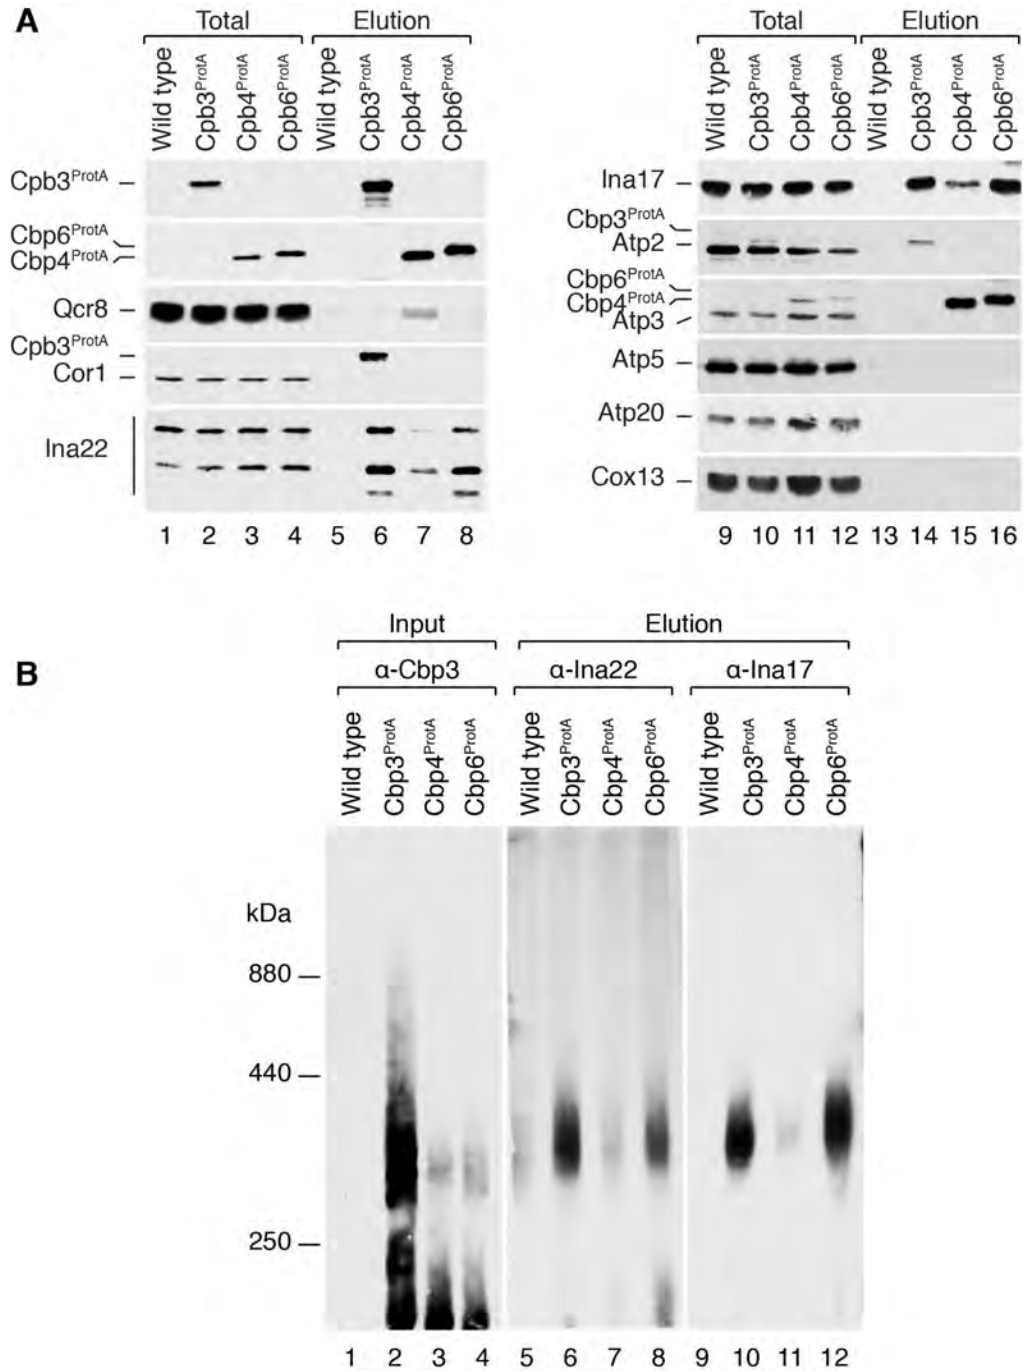 A
Total Elution
Wild type Cpb3ProtA Cpb4ProtA Cpb6ProtA Wild type Cpb3ProtA Cpb4ProtA Cpb6ProtA
Cpb3ProtA
Cbp6ProtA
Cbp4ProtA
Qcr8
Cpb3ProtA
Cor1
Ina22
1 2 3 4 5 6 7 8
Total Elution
Wild type Cpb3ProtA Cpb4ProtA Cpb6ProtA Wild type Cpb3ProtA Cpb4ProtA Cpb6ProtA
Ina17
Cbp3ProtA
Atp2
Cbp6ProtA
Cbp4ProtA
Atp3
Atp5
Atp20
Cox13
9 10 11 12 13 14 15 16
B
Input Elution
α-Cbp3 α-Ina22 α-Ina17
Wild type Cbp3ProtA Cbp4ProtA Cbp6ProtA Wild type Cbp3ProtA Cbp4ProtA Cbp6ProtA Wild type Cbp3ProtA Cbp4ProtA Cbp6ProtA
kDa
880
440
250
1 2 3 4 5 6 7 8 9 10 11 12